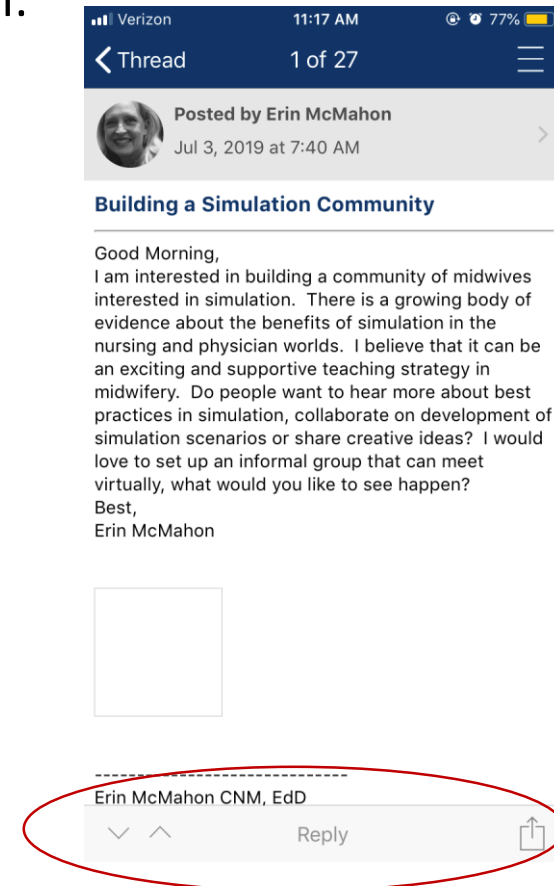 1.
Verizon 11:17 AM 77%
Thread 1 of 27
Posted by Erin McMahon
Jul 3, 2019 at 7:40 AM
Building a Simulation Community
Good Morning,
I am interested in building a community of midwives
interested in simulation.  There is a growing body of
evidence about the benefits of simulation in the
nursing and physician worlds.  I believe that it can be
an exciting and supportive teaching strategy in
midwifery.  Do people want to hear more about best
practices in simulation, collaborate on development of
simulation scenarios or share creative ideas?  I would
love to set up an informal group that can meet
virtually, what would you like to see happen?
Best,
Erin McMahon
------------------------------
Erin McMahon CNM, EdD
Reply